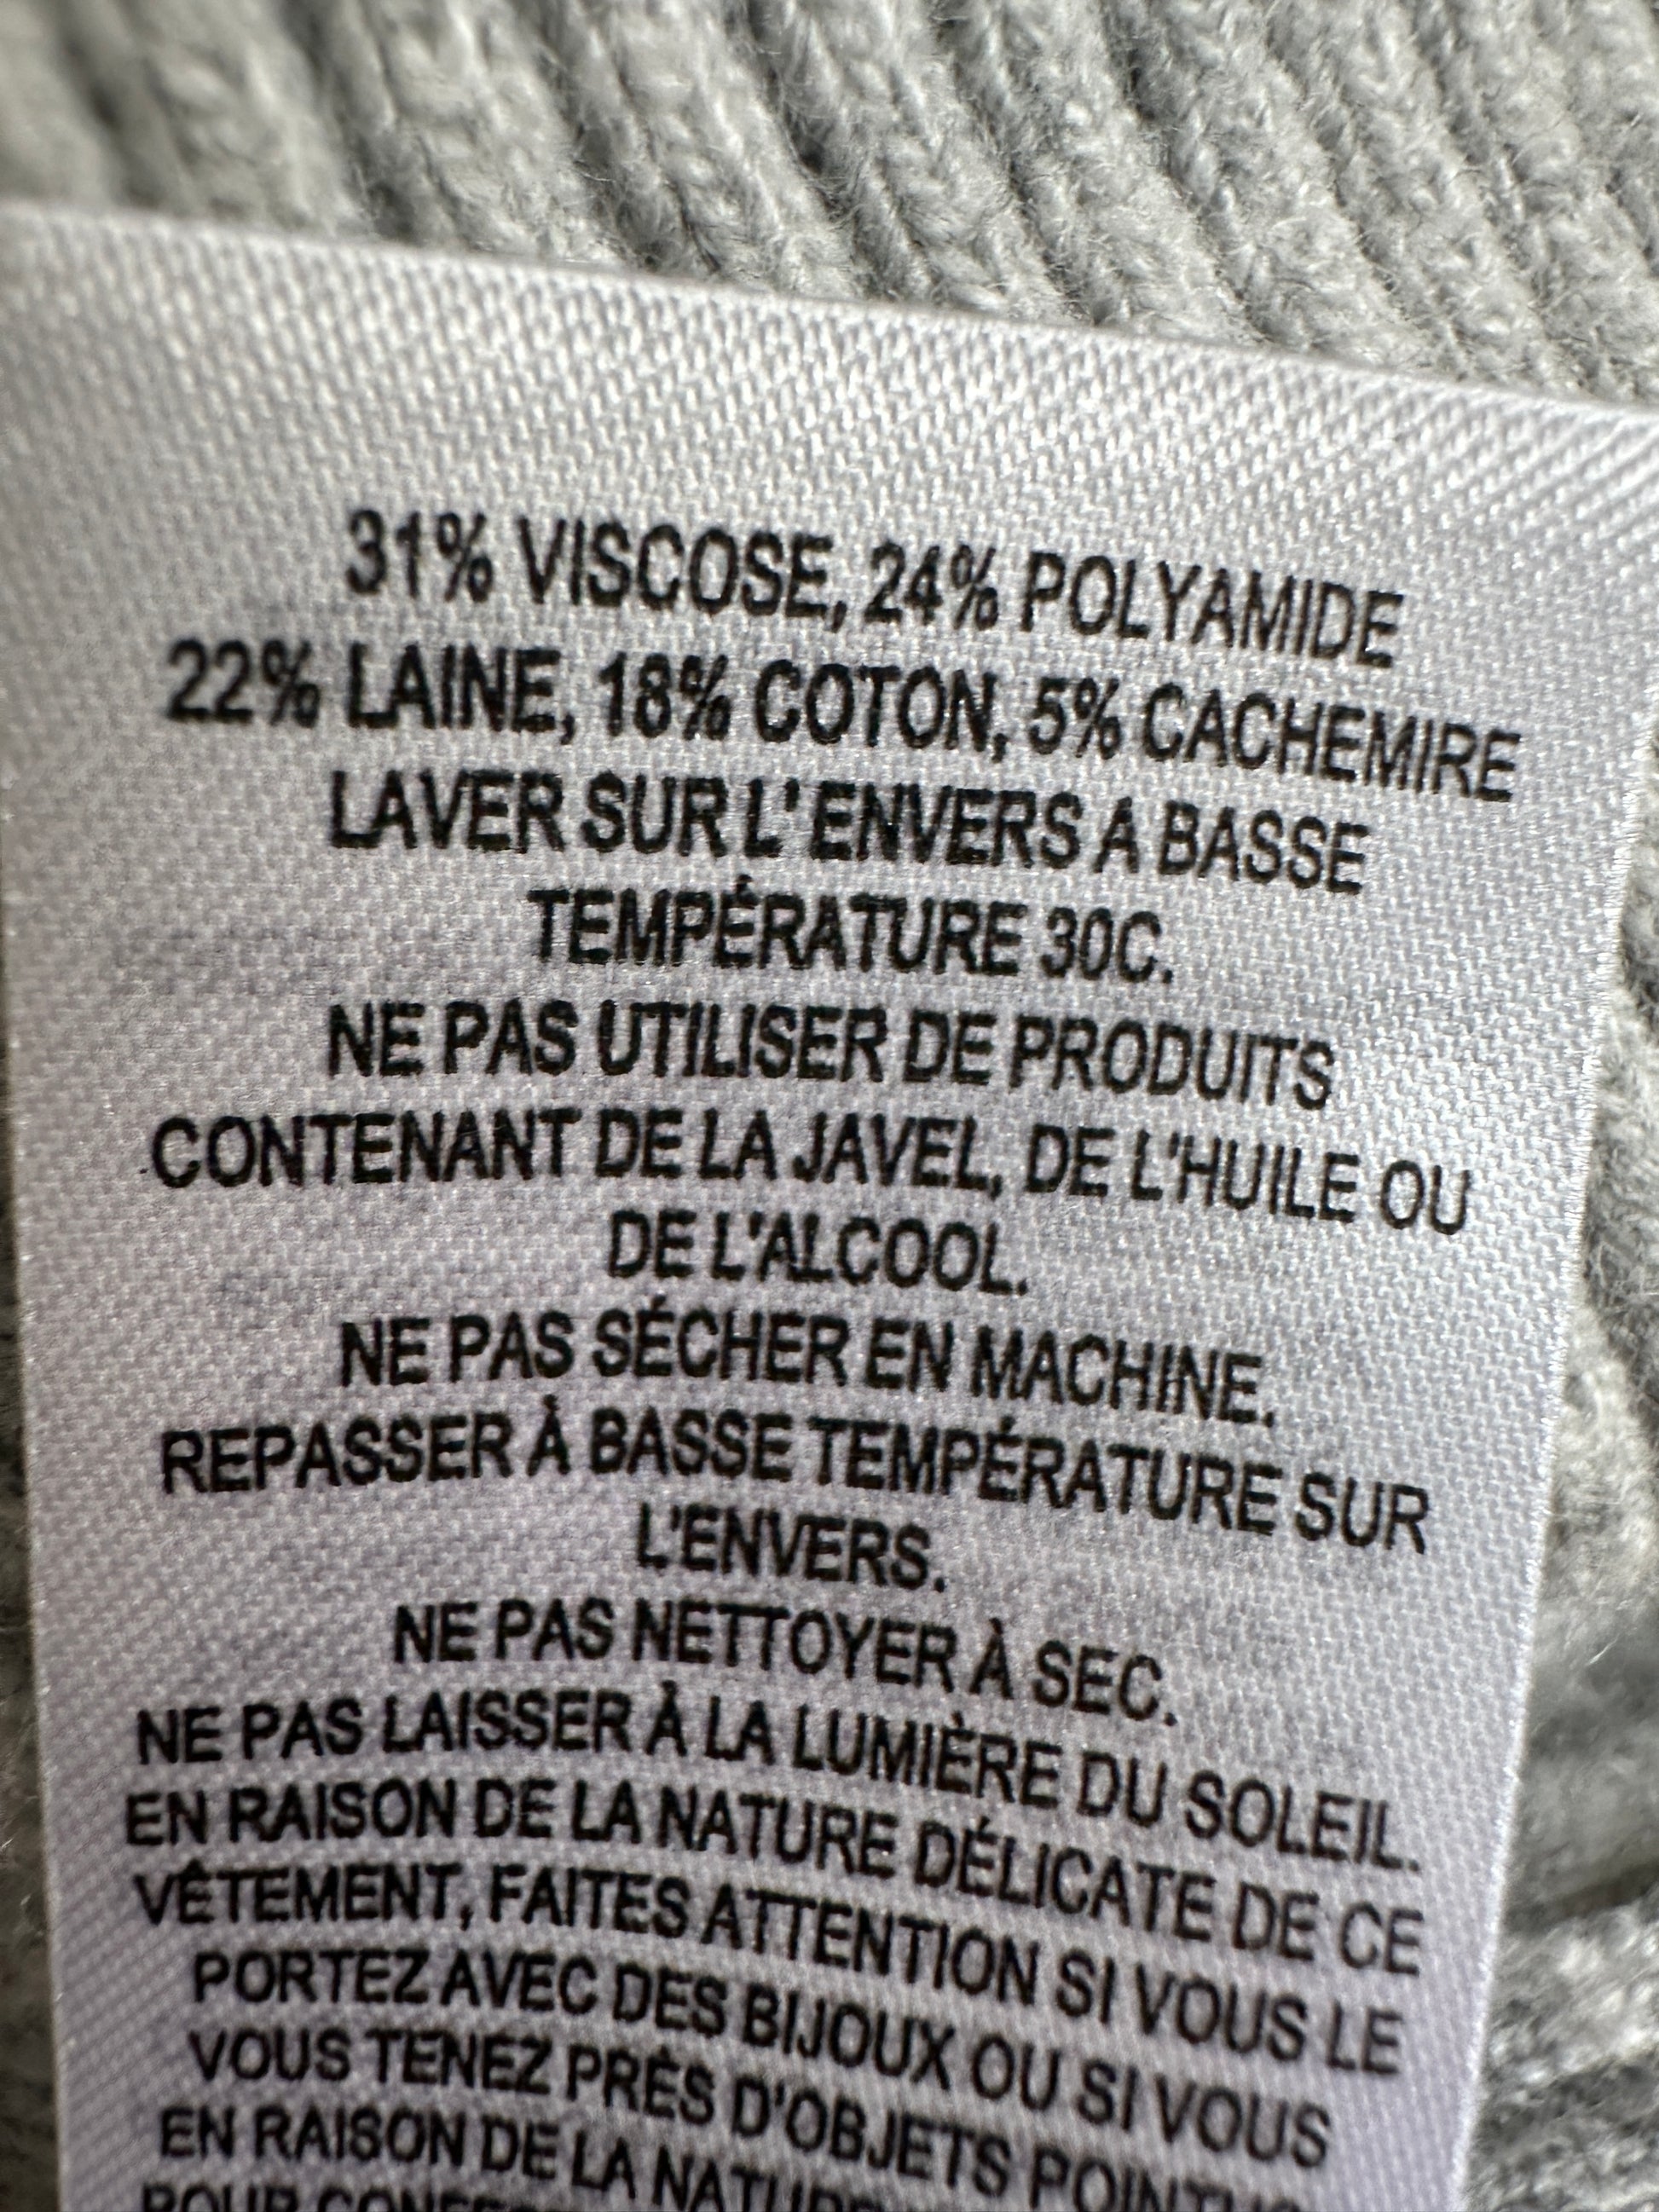 31% VISCOSE, 24% POLYAMIDE
22% LAINE, 18% COTON, 5% CACHEMIRE
LAVER SUR L'ENVERS A BASSE
TEMPÉRATURE 30C.
NE PAS UTILISER DE PRODUITS
CONTENANT DE LA JAVEL, DE L'HUILE OU
DE L'ALCOOL.
NE PAS SÉCHER EN MACHINE.
REPASSER À BASSE TEMPÉRATURE SUR
L'ENVERS.
NE PAS NETTOYER À SEC.
NE PAS LAISSER À LA LUMIÈRE DU SOLEIL.
EN RAISON DE LA NATURE DÉLICATE DE CE
VÊTEMENT, FAITES ATTENTION SI VOUS LE
PORTEZ AVEC DES BIJOUX OU SI VOUS
VOUS TENEZ PRÈS D'OBJETS
EN RAISON DE LA
POUR